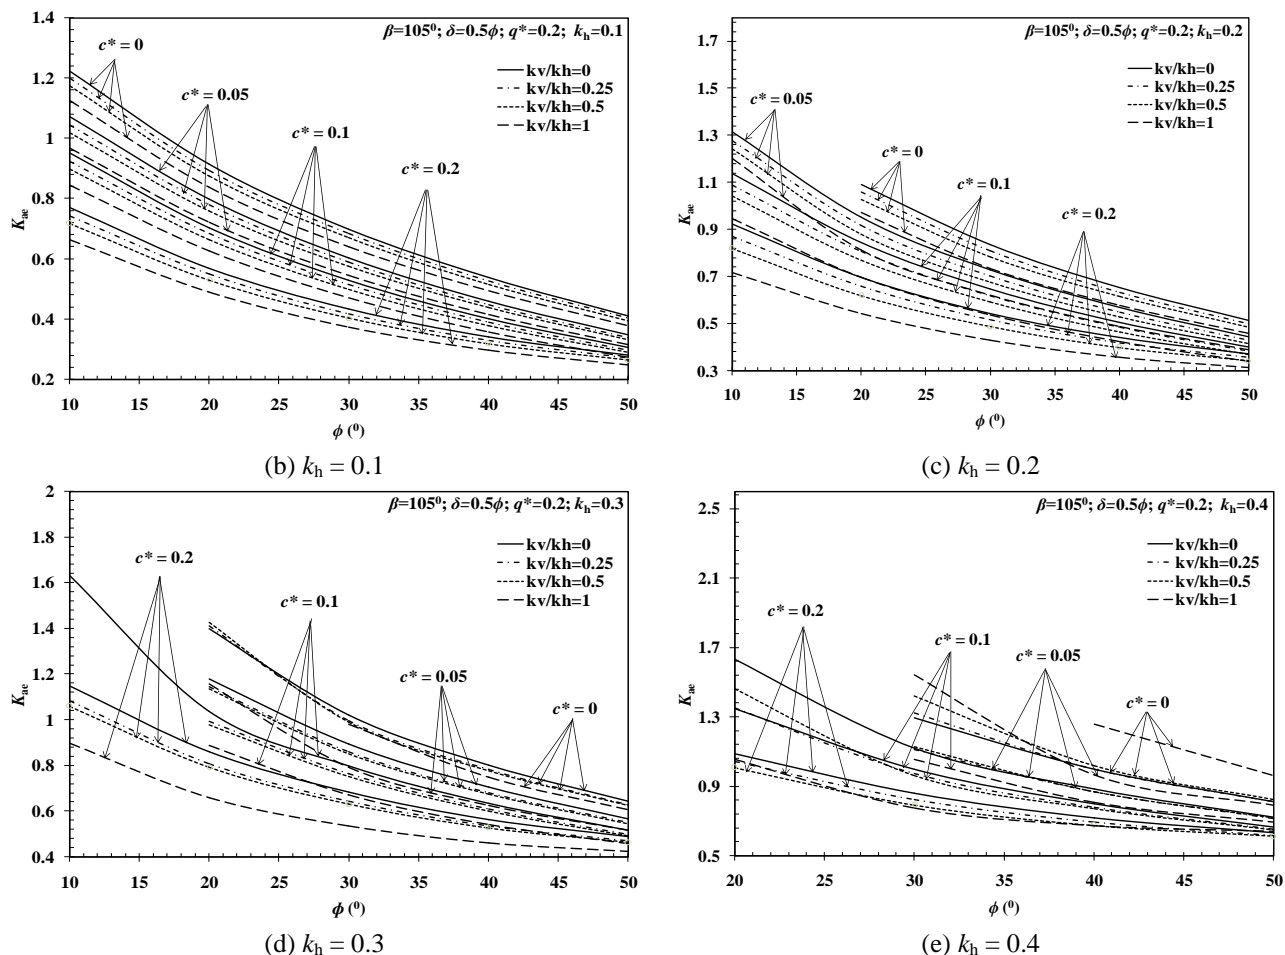 β=105⁰; δ=0.5ϕ; q*=0.2; kh=0.1
c* = 0
c* = 0.05
c* = 0.1
c* = 0.2
kv/kh=0
kv/kh=0.25
kv/kh=0.5
kv/kh=1
Kae
1.4
1.2
1
0.8
0.6
0.4
0.2
10 15 20 25 30 35 40 45 50
ϕ (⁰)
(b) kh = 0.1
β=105⁰; δ=0.5ϕ; q*=0.2; kh=0.2
c* = 0.05
c* = 0
c* = 0.1
c* = 0.2
kv/kh=0
kv/kh=0.25
kv/kh=0.5
kv/kh=1
Kae
1.7
1.5
1.3
1.1
0.9
0.7
0.5
0.3
10 15 20 25 30 35 40 45 50
ϕ (⁰)
(c) kh = 0.2
β=105⁰; δ=0.5ϕ; q*=0.2; kh=0.3
c* = 0.2
c* = 0.1
c* = 0.05
c* = 0
kv/kh=0
kv/kh=0.25
kv/kh=0.5
kv/kh=1
Kae
2
1.8
1.6
1.4
1.2
1
0.8
0.6
0.4
10 15 20 25 30 35 40 45 50
ϕ (⁰)
(d) kh = 0.3
β=105⁰; δ=0.5ϕ; q*=0.2; kh=0.4
c* = 0.2
c* = 0.1
c* = 0.05
c* = 0
kv/kh=0
kv/kh=0.25
kv/kh=0.5
kv/kh=1
Kae
2.5
2.1
1.7
1.3
0.9
0.5
20 25 30 35 40 45 50
ϕ (⁰)
(e) kh = 0.4